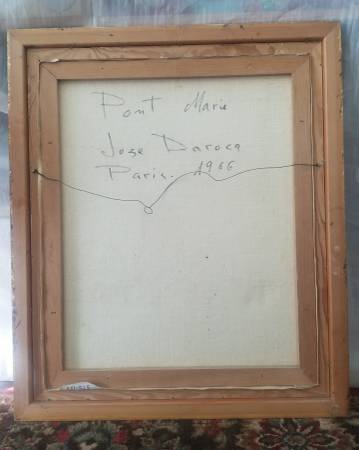 Pont Marie
Jose Daroca
Paris. 1966